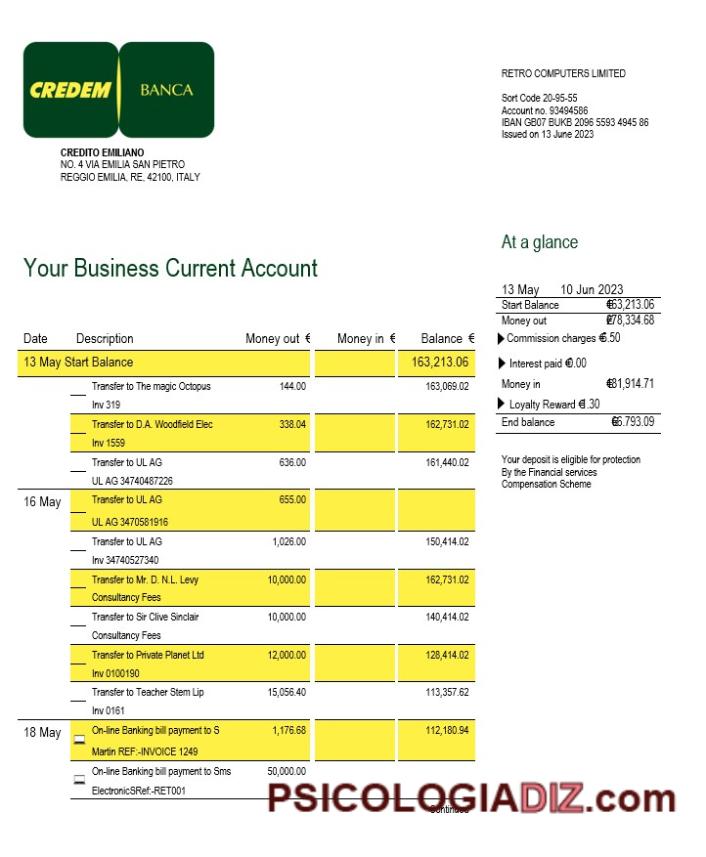 CREDEM BANCA
CREDITO EMILIANO
NO. 4 VIA EMILIA SAN PIETRO
REGGIO EMILIA, RE, 42100, ITALY
RETRO COMPUTERS LIMITED
Sort Code 20-95-55
Account no. 93494586
IBAN GB07 BUKB 2096 5593 4945 86
Issued on 13 June 2023
Your Business Current Account
At a glance
13 May 10 Jun 2023
Start Balance €63,213.06
Money out €78,334.68
Commission charges €6.50
Interest paid €0.00
Money in €81,914.71
Loyalty Reward €1.30
End balance €6.793.09
Your deposit is eligible for protection
By the Financial services
Compensation Scheme
Date Description Money out € Money in € Balance €
13 May Start Balance 163,213.06
Transfer to The magic Octopus 144.00 163,069.02
Inv 319
Transfer to D.A. Woodfield Elec 338.04 162,731.02
Inv 1559
Transfer to UL AG 636.00 161,440.02
UL AG 34740487226
16 May Transfer to UL AG 655.00
UL AG 3470581916
Transfer to UL AG 1,026.00 150,414.02
Inv 34740527340
Transfer to Mr. D. N.L. Levy 10,000.00 162,731.02
Consultancy Fees
Transfer to Sir Clive Sinclair 10,000.00 140,414.02
Consultancy Fees
Transfer to Private Planet Ltd 12,000.00 128,414.02
Inv 0100190
Transfer to Teacher Stem Lip 15,056.40 113,357.62
Inv 0161
18 May On-line Banking bill payment to S 1,176.68 112,180.94
Martin REF:-INVOICE 1249
On-line Banking bill payment to Sms 50,000.00
ElectronicSRef:-RET001
Continued
PSICOLOGIADIZ.com